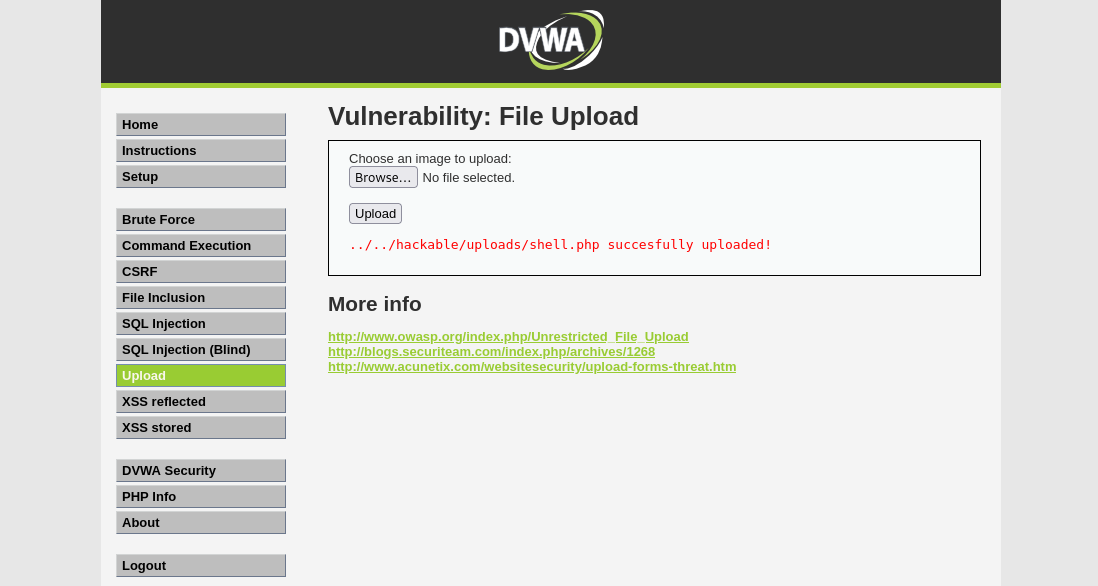 DVWA
Home
Instructions
Setup
Brute Force
Command Execution
CSRF
File Inclusion
SQL Injection
SQL Injection (Blind)
Upload
XSS reflected
XSS stored
DVWA Security
PHP Info
About
Logout
Vulnerability: File Upload
Choose an image to upload:
Browse... No file selected.
Upload
../../hackable/uploads/shell.php succesfully uploaded!
More info
http://www.owasp.org/index.php/Unrestricted_File_Upload
http://blogs.securiteam.com/index.php/archives/1268
http://www.acunetix.com/websitesecurity/upload-forms-threat.htm